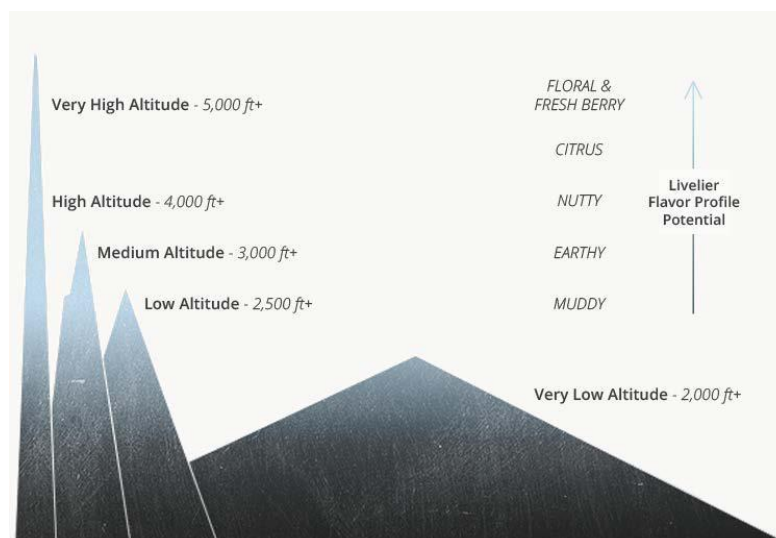 Very High Altitude - 5,000 ft+
FLORAL &
FRESH BERRY
CITRUS
High Altitude - 4,000 ft+
NUTTY
Livelier
Flavor Profile
Potential
Medium Altitude - 3,000 ft+
EARTHY
Low Altitude - 2,500 ft+
MUDDY
Very Low Altitude - 2,000 ft+